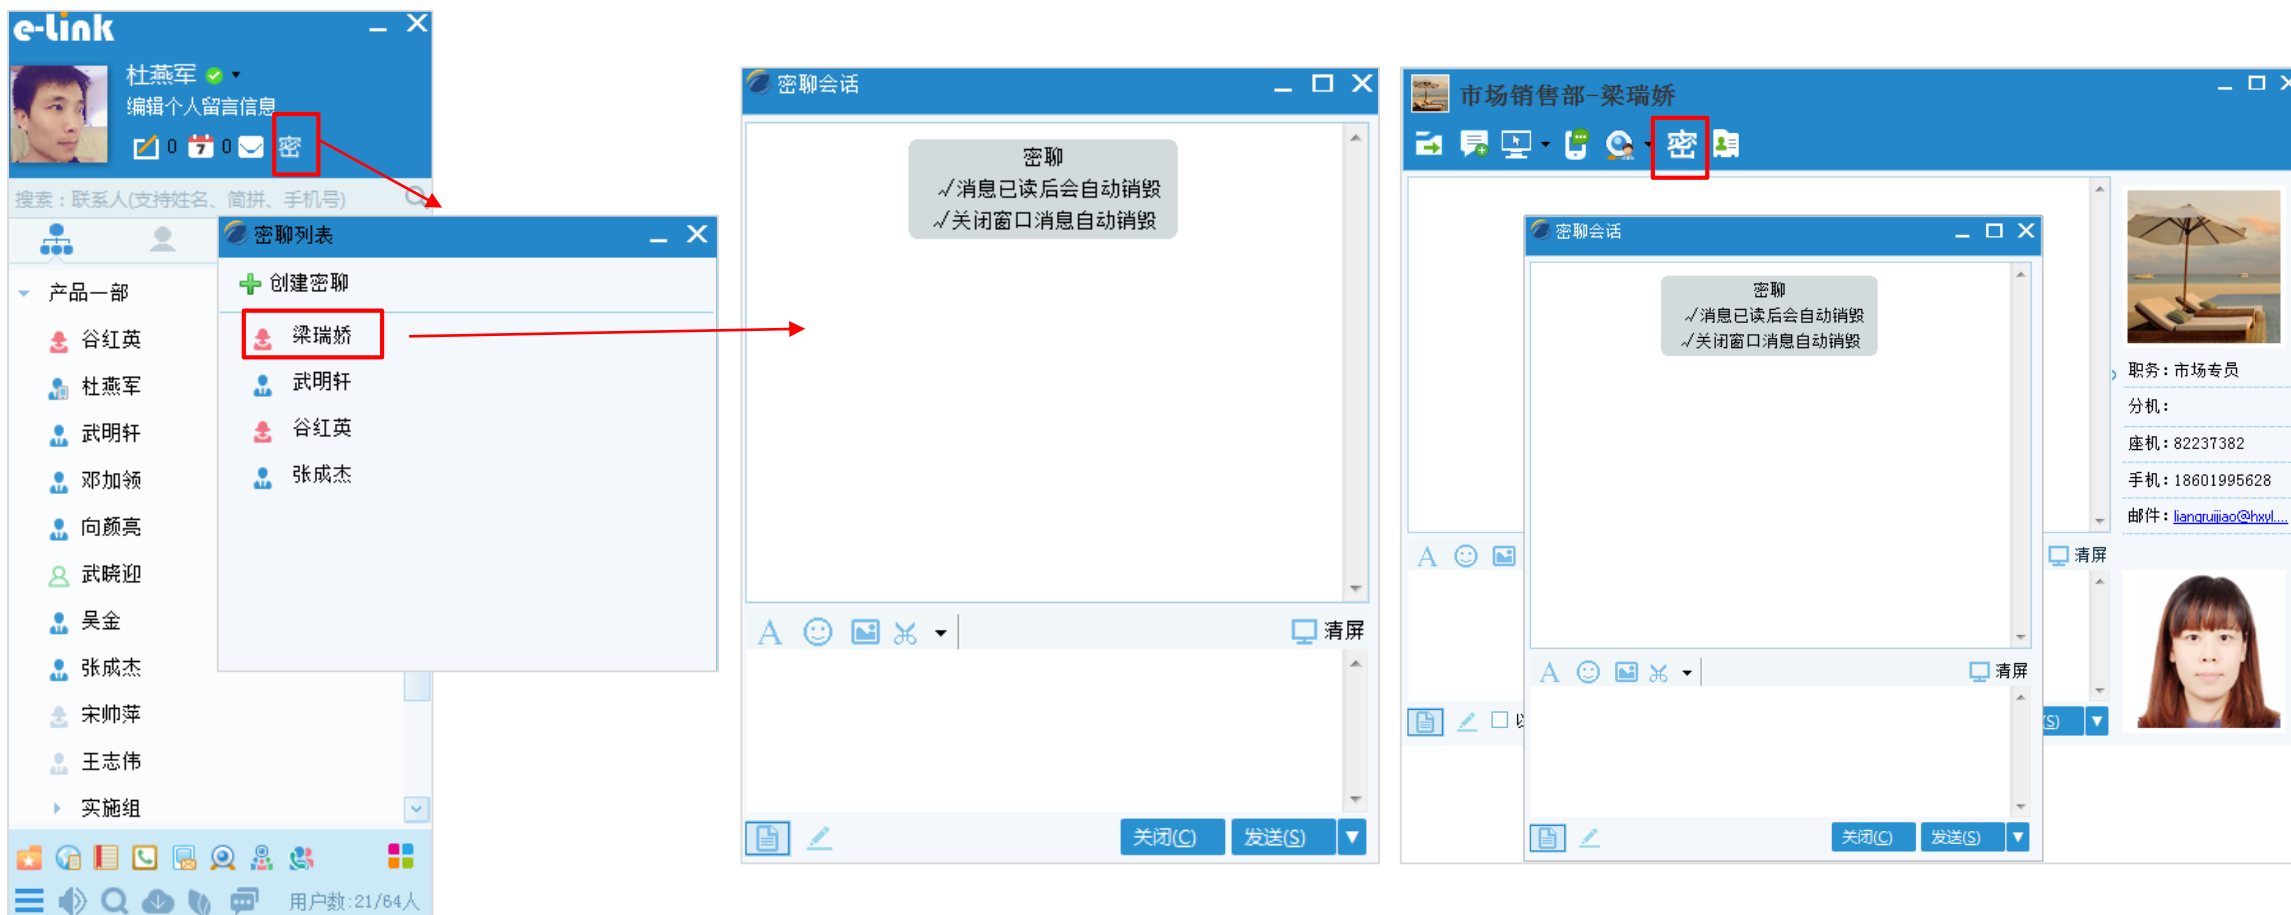 e-Link
杜燕军
编辑个人留言信息
0 7 0 密
搜索：联系人(支持姓名、简拼、手机号)
产品一部
谷红英
杜燕军
武明轩
邓加领
向颜亮
武晓迎
吴金
张成杰
宋帅萍
王志伟
实施组
用户数:21/64人
密聊列表
创建密聊
梁瑞娇
武明轩
谷红英
张成杰
密聊会话
密聊
√消息已读后会自动销毁
√关闭窗口消息自动销毁
A 清屏
关闭(C) 发送(S)
市场销售部-梁瑞娇
密
密聊会话
密聊
√消息已读后会自动销毁
√关闭窗口消息自动销毁
A 清屏
关闭(C) 发送(S)
A 清屏
(S)
职务：市场专员
分机：
座机：82237382
手机：18601995628
邮件：liangruijiao@hxyl....